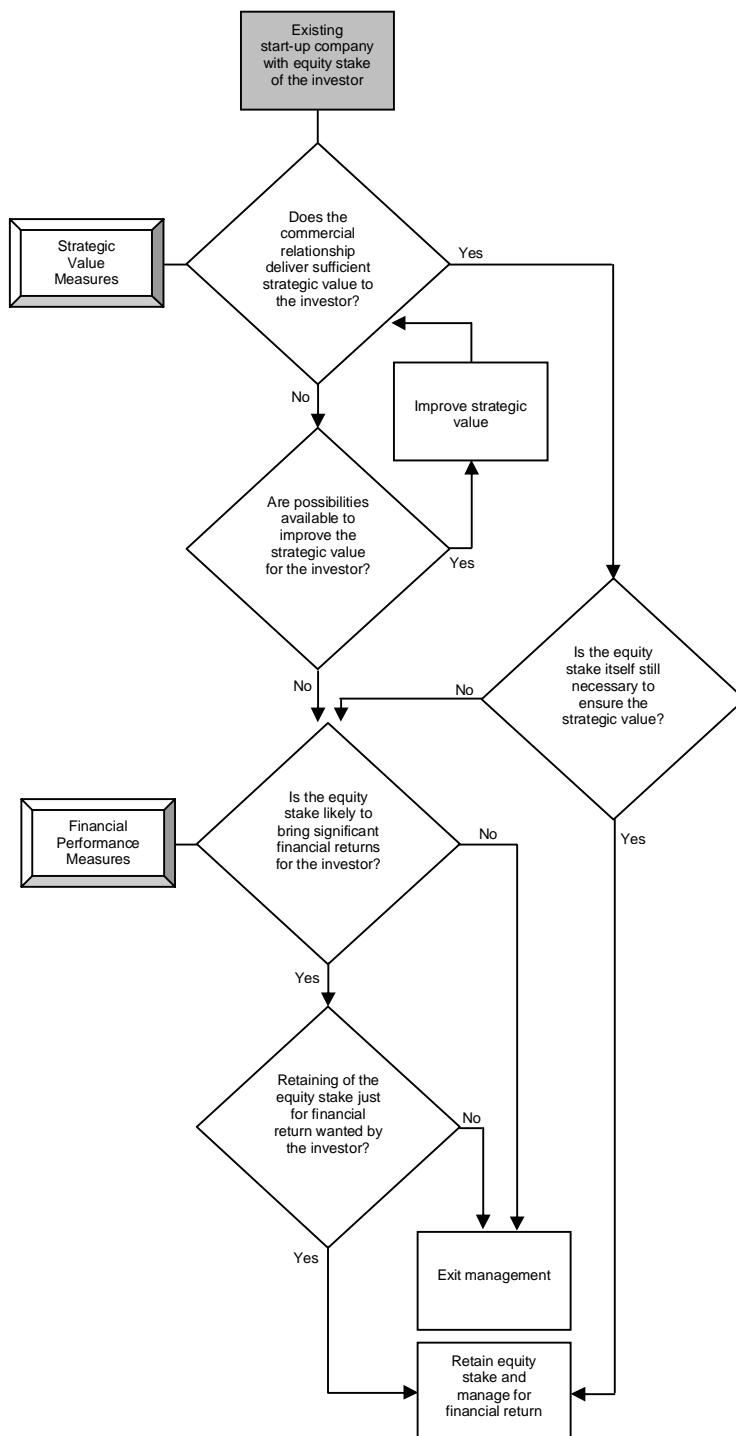 Existing
start-up company
with equity stake
of the investor
Does the
commercial
relationship
deliver sufficient
strategic value to
the investor?
Strategic
Value
Measures
Yes
No
Improve strategic
value
Are possibilities
available to
improve the
strategic value
for the investor?
Yes
No
Is the equity
stake itself still
necessary to
ensure the
strategic value?
No
Yes
Is the equity
stake likely to
bring significant
financial returns
for the investor?
Financial
Performance
Measures
No
Yes
Retaining of the
equity stake just
for financial
return wanted by
the investor?
No
Yes
Exit management
Retain equity
stake and
manage for
financial return